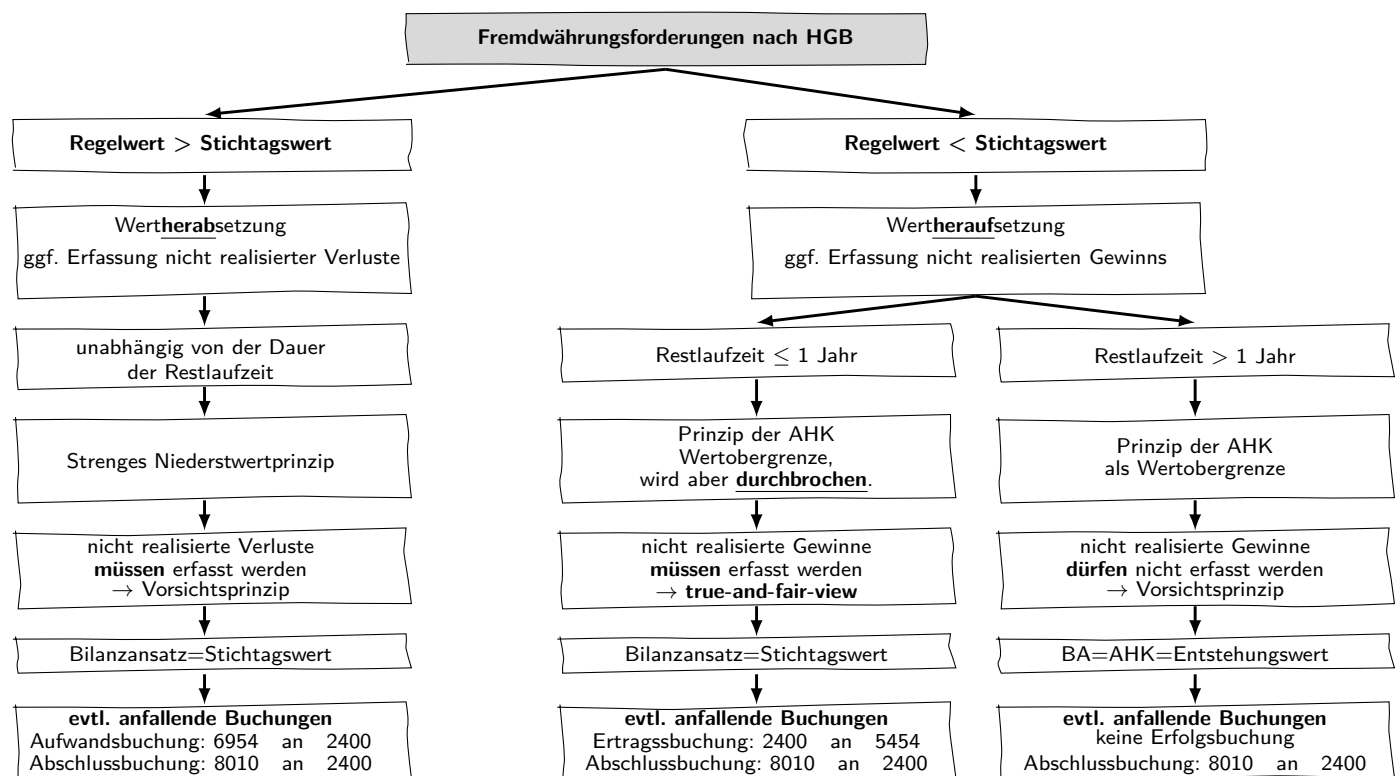 Fremdwährungsforderungen nach HGB
Regelwert > Stichtagswert
Regelwert < Stichtagswert
Wertherabsetzung
ggf. Erfassung nicht realisierter Verluste
Wertheraufsetzung
ggf. Erfassung nicht realisierten Gewinns
unabhängig von der Dauer
der Restlaufzeit
Restlaufzeit ≤ 1 Jahr
Restlaufzeit > 1 Jahr
Strenges Niederstwertprinzip
Prinzip der AHK
Wertobergrenze,
wird aber durchbrochen.
Prinzip der AHK
als Wertobergrenze
nicht realisierte Verluste
müssen erfasst werden
→ Vorsichtsprinzip
nicht realisierte Gewinne
müssen erfasst werden
→ true-and-fair-view
nicht realisierte Gewinne
dürfen nicht erfasst werden
→ Vorsichtsprinzip
Bilanzansatz=Stichtagswert
Bilanzansatz=Stichtagswert
BA=AHK=Entstehungswert
evtl. anfallende Buchungen
Aufwandsbuchung: 6954 an 2400
Abschlussbuchung: 8010 an 2400
evtl. anfallende Buchungen
Ertragssbuchung: 2400 an 5454
Abschlussbuchung: 8010 an 2400
evtl. anfallende Buchungen
keine Erfolgsbuchung
Abschlussbuchung: 8010 an 2400